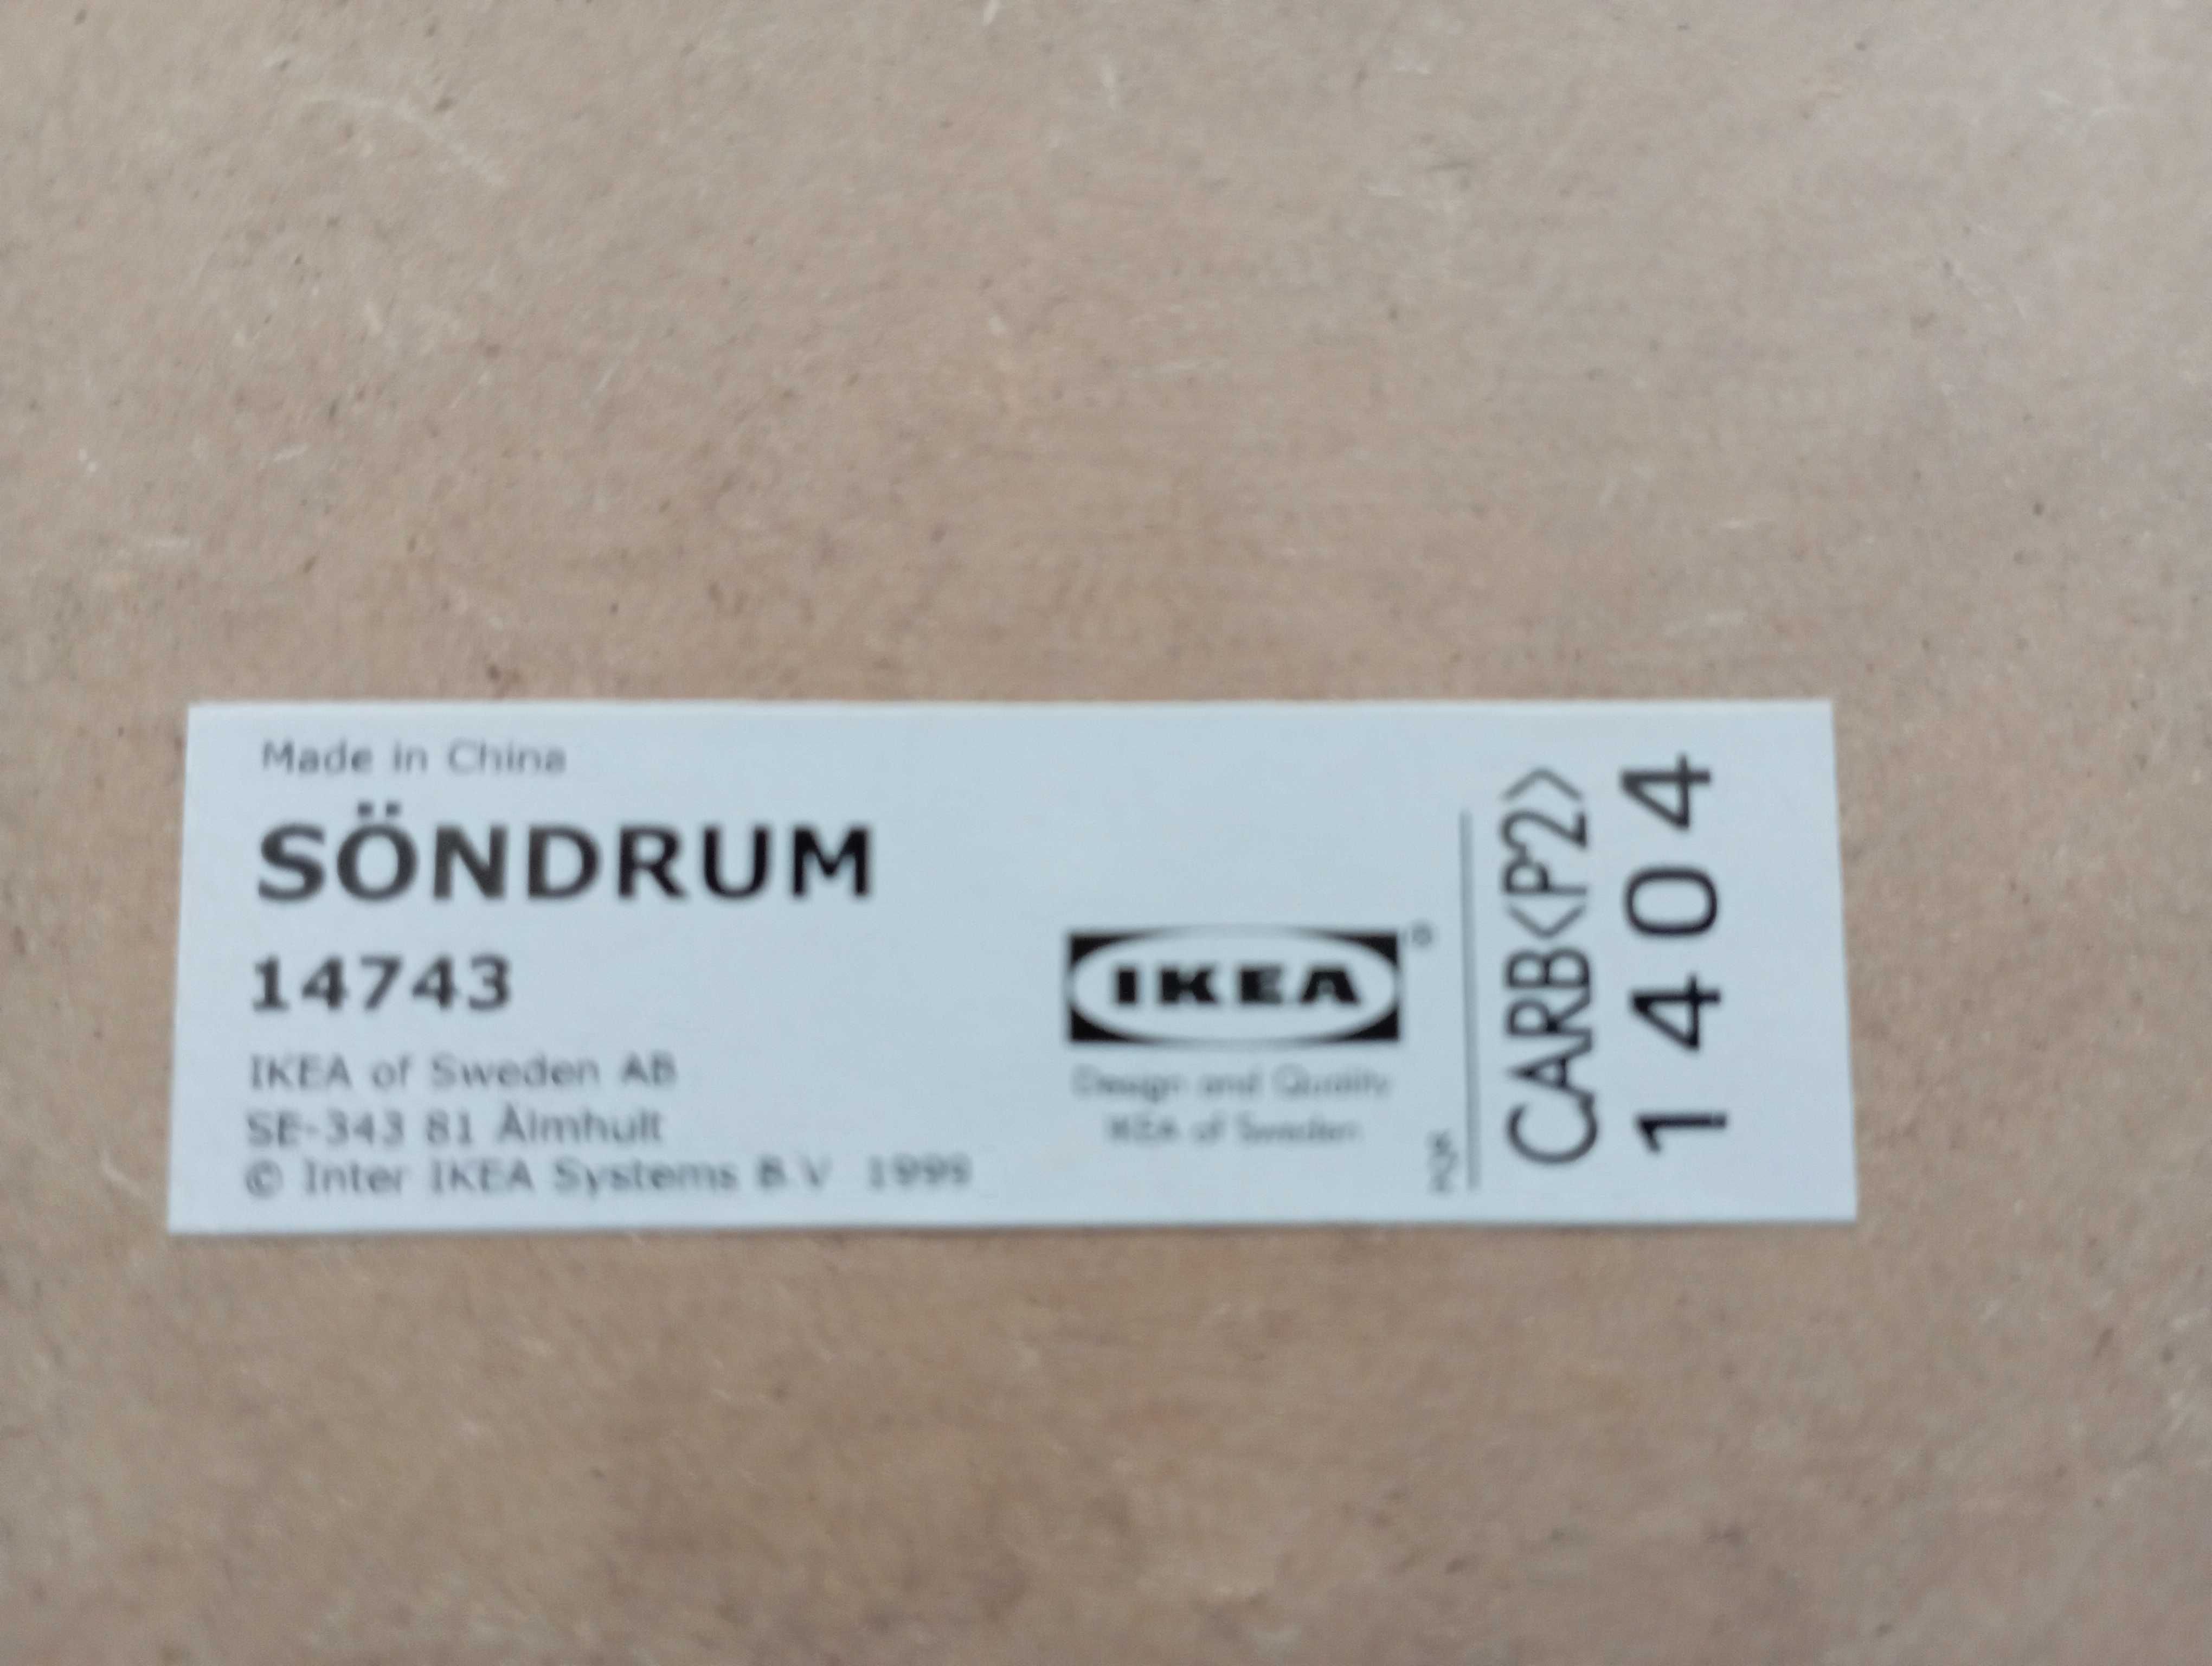 Made in China
SÖNDRUM
14743
IKEA of Sweden AB
SE-343 81 Älmhult
© Inter IKEA Systems B.V 1999
IKEA ®
Design and Quality
IKEA of Sweden
CARB<P2>
1404